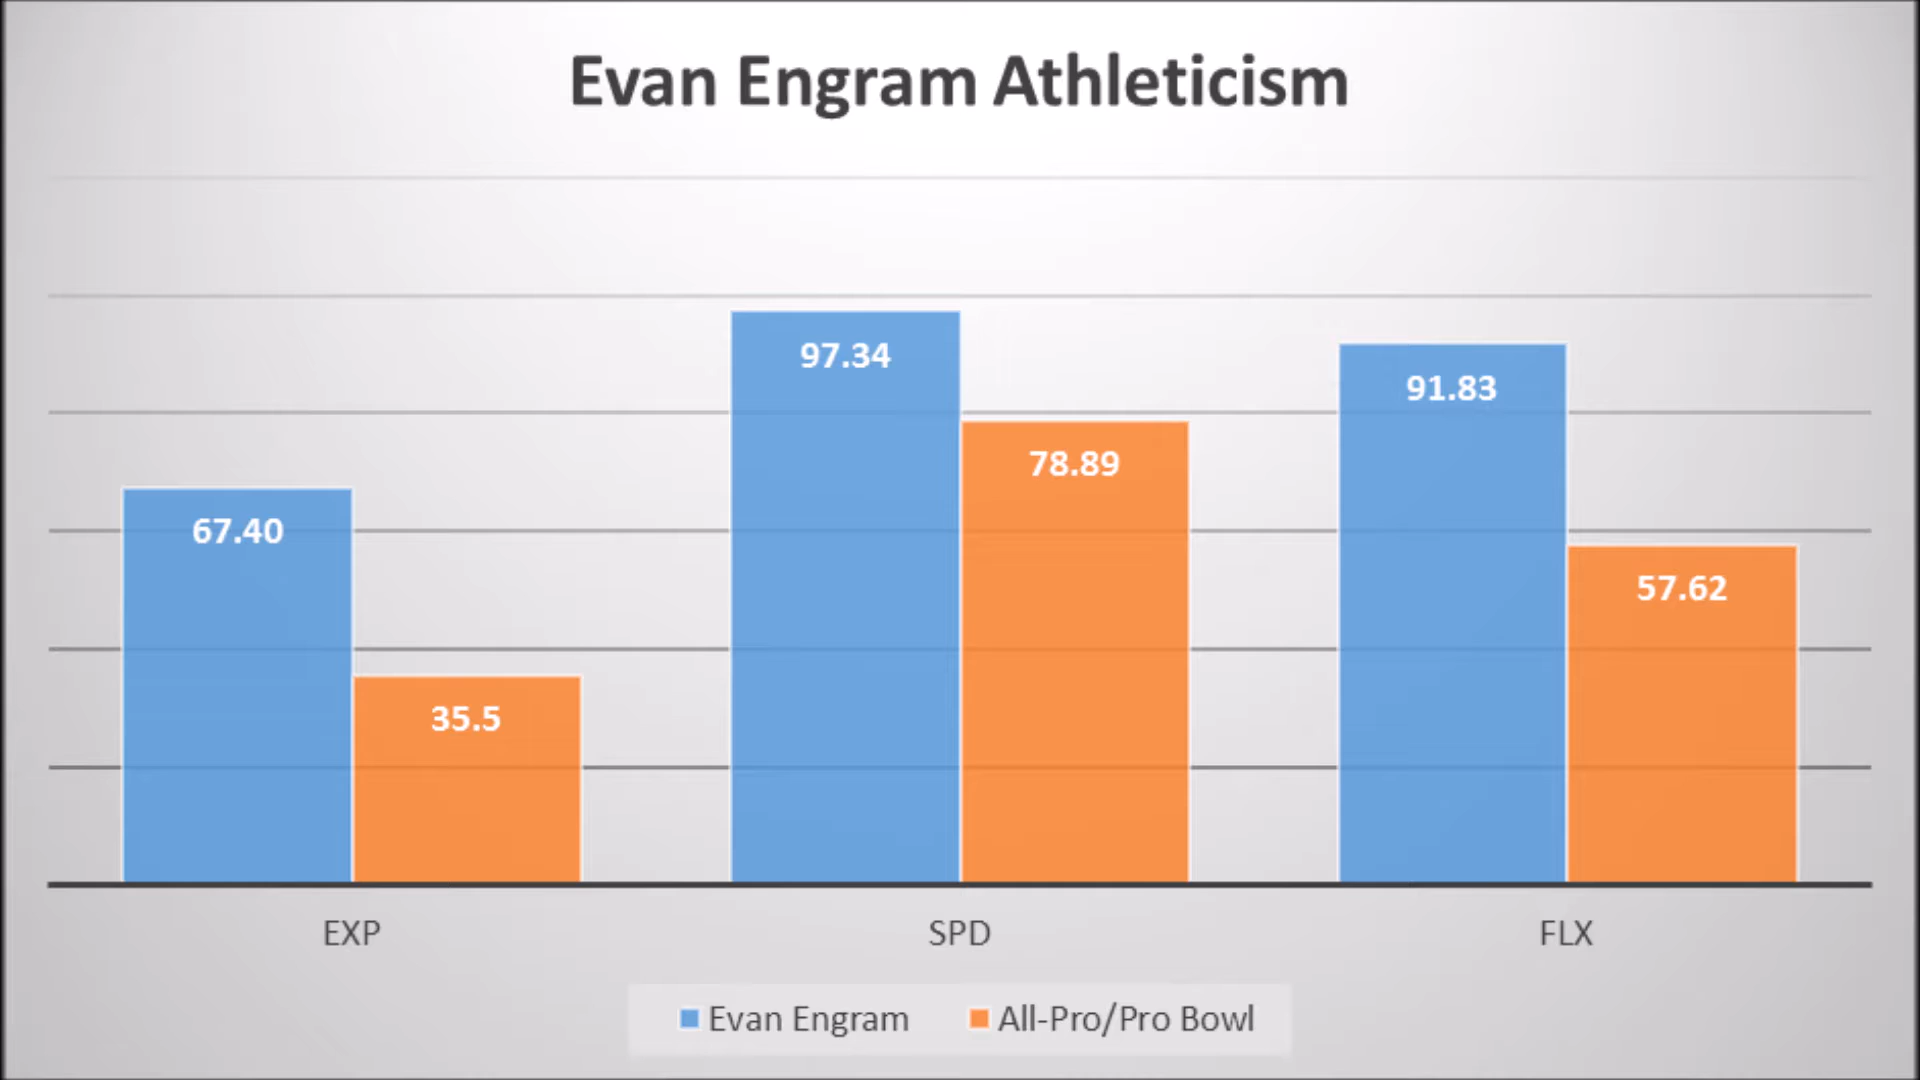 Evan Engram Athleticism
67.40
35.5
97.34
78.89
91.83
57.62
EXP
SPD
FLX
Evan Engram
All-Pro/Pro Bowl